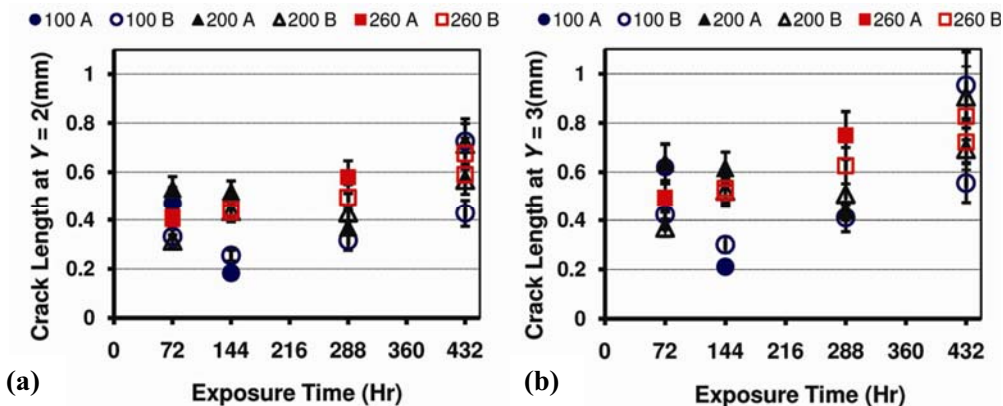 100 A 100 B 200 A 200 B 260 A 260 B
Crack Length at Y = 2(mm)
1
0.8
0.6
0.4
0.2
0
0 72 144 216 288 360 432
Exposure Time (Hr)
(a)
100 A 100 B 200 A 200 B 260 A 260 B
Crack Length at Y = 3(mm)
1
0.8
0.6
0.4
0.2
0
0 72 144 216 288 360 432
Exposure Time (Hr)
(b)